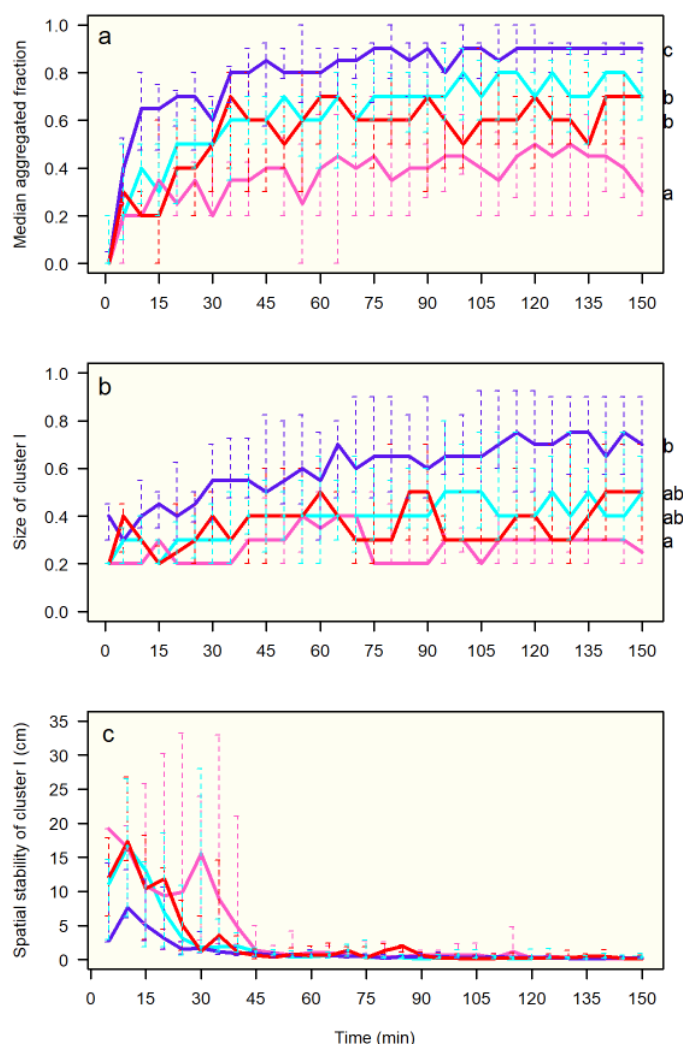 a
Median aggregated fraction
1.0
0.8
0.6
0.4
0.2
0.0
c
b
b
a
0 15 30 45 60 75 90 105 120 135 150
b
Size of cluster I
1.0
0.8
0.6
0.4
0.2
0.0
b
ab
ab
a
0 15 30 45 60 75 90 105 120 135 150
c
Spatial stability of cluster I (cm)
35
30
25
20
15
10
5
0
0 15 30 45 60 75 90 105 120 135 150
Time (min)